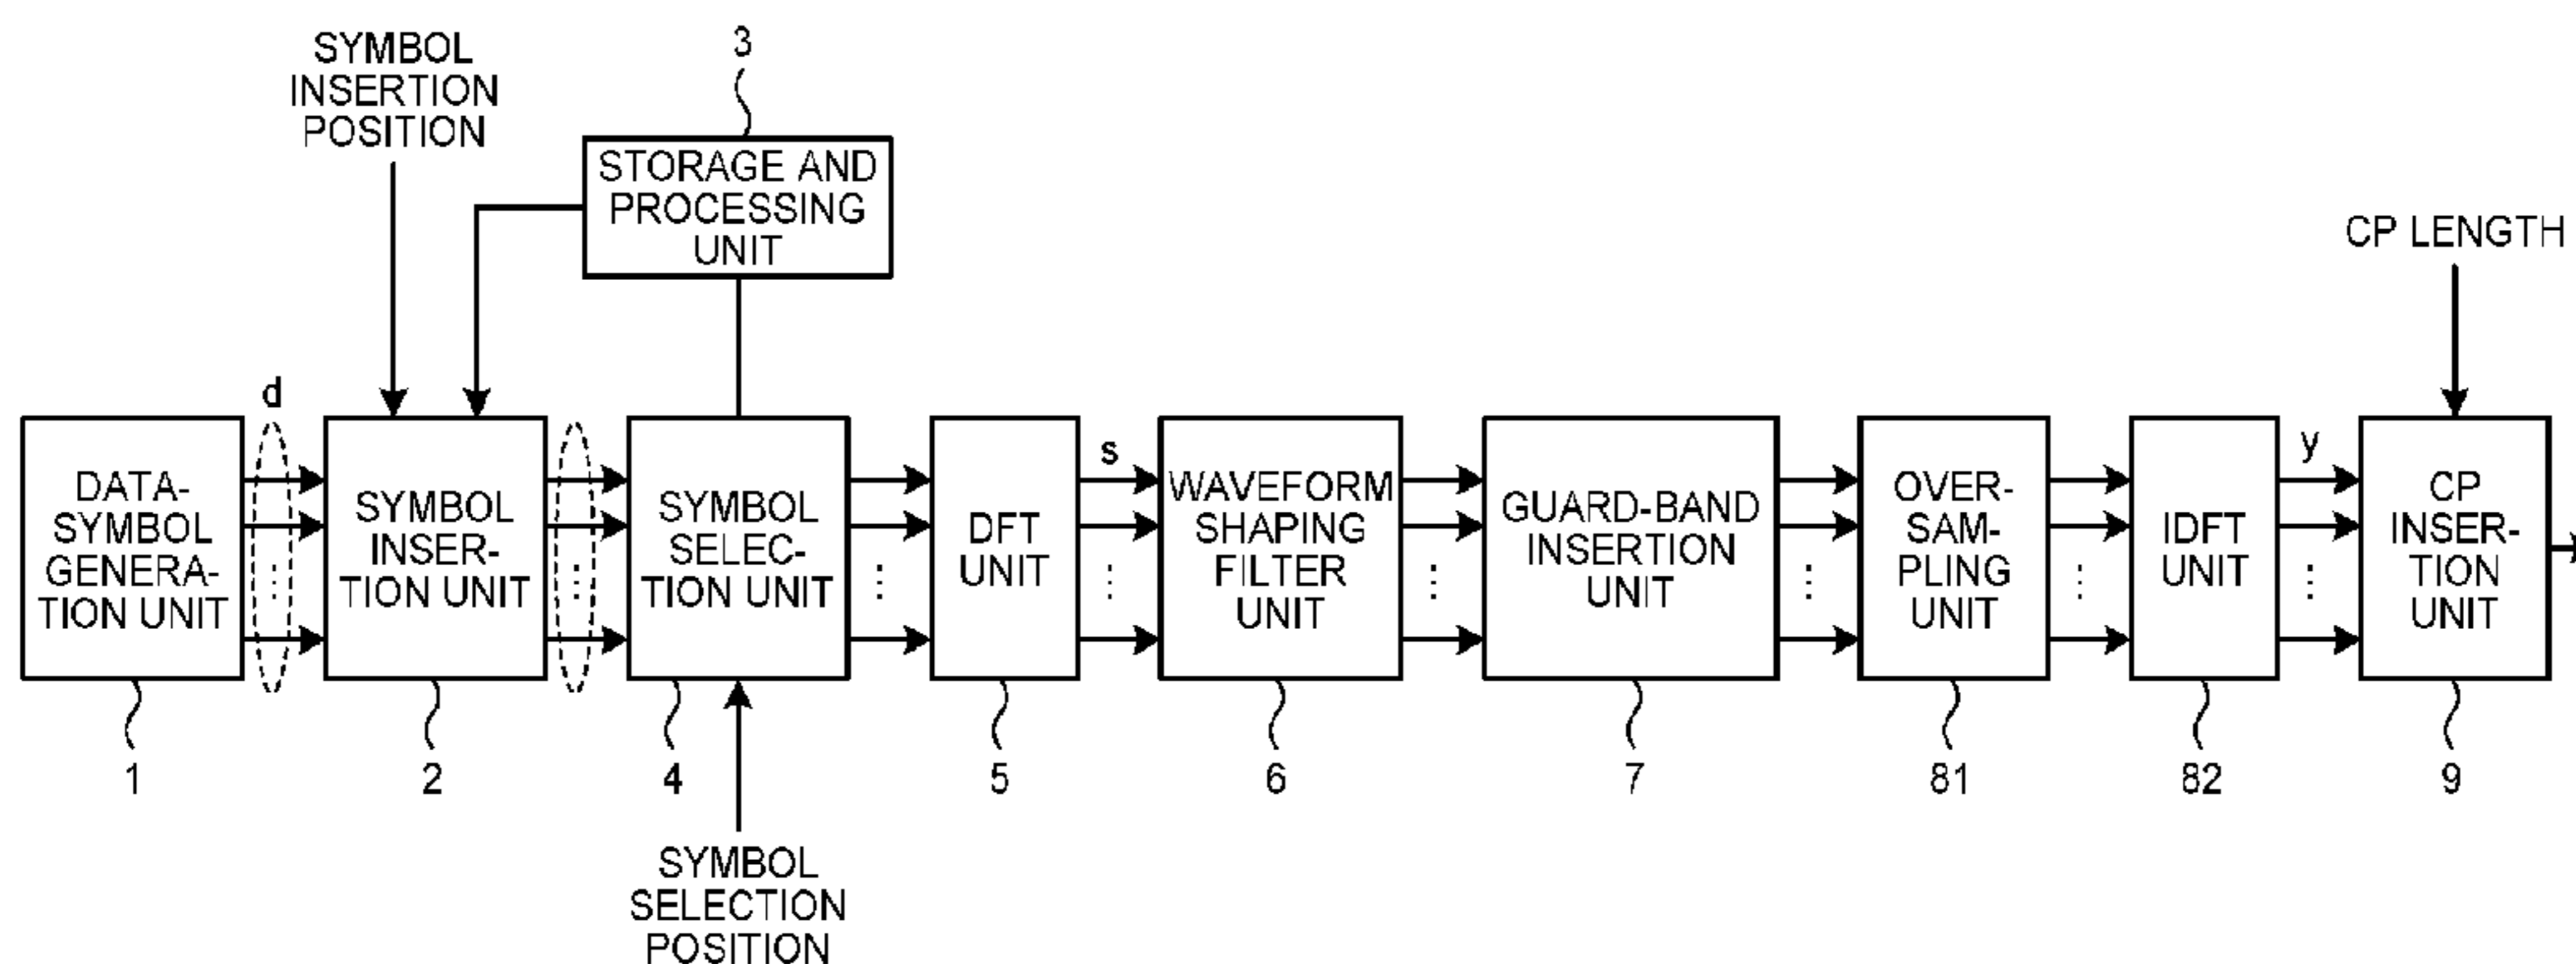 SYMBOL
INSERTION
POSITION
3
STORAGE AND
PROCESSING
UNIT
CP LENGTH
d
DATA-
SYMBOL
GENERA-
TION UNIT
SYMBOL
INSER-
TION UNIT
SYMBOL
SELEC-
TION UNIT
DFT
UNIT
s
WAVEFORM
SHAPING
FILTER
UNIT
GUARD-BAND
INSERTION
UNIT
OVER-
SAM-
PLING
UNIT
IDFT
UNIT
y
CP
INSER-
TION
UNIT
1
2
4
5
6
7
81
82
9
SYMBOL
SELECTION
POSITION